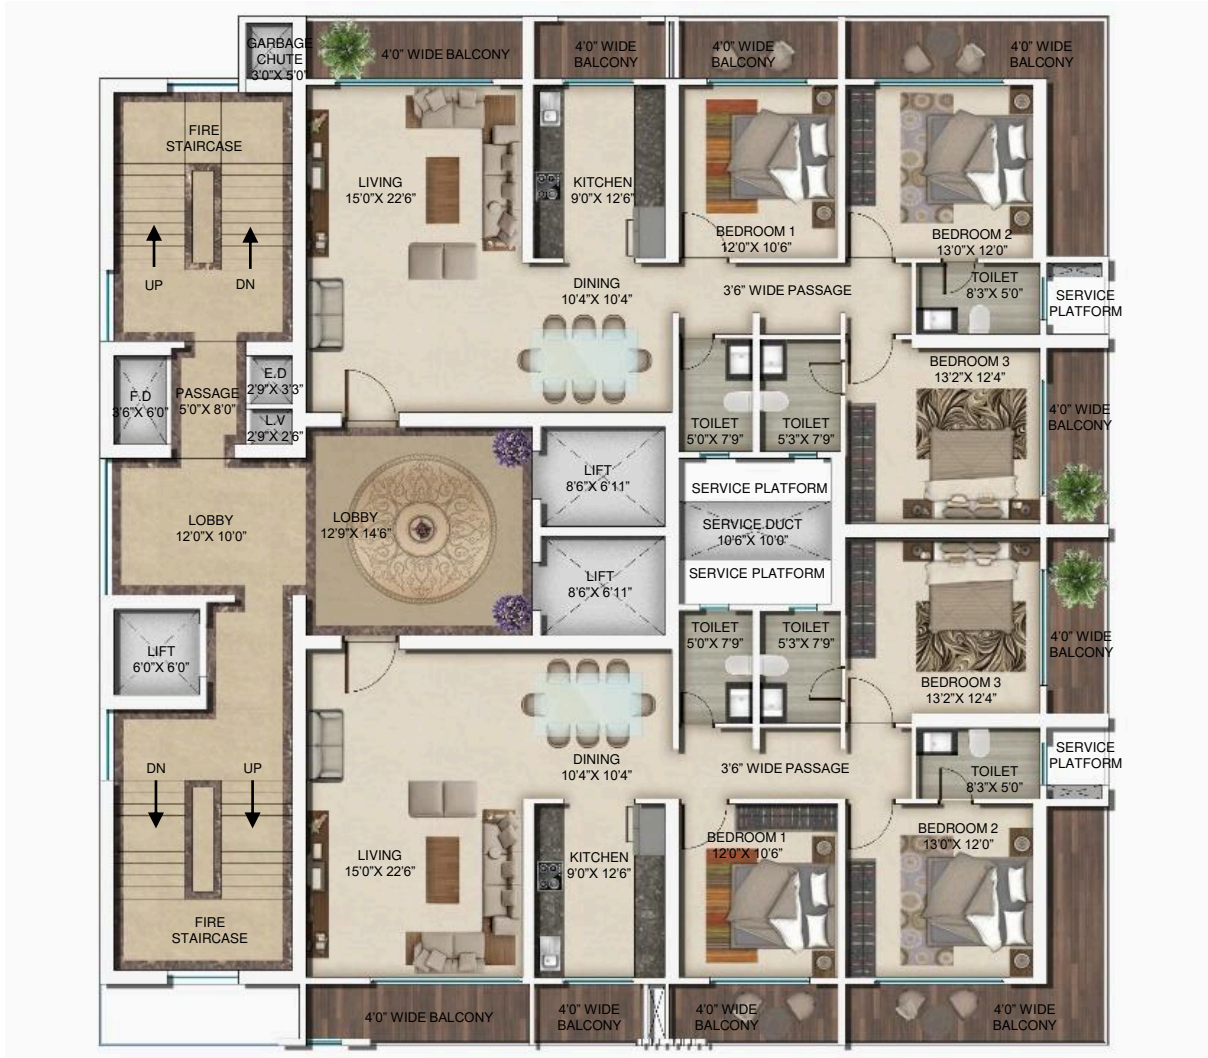 GARBAGE
CHUTE
3'0"X 5'0"
4'0" WIDE BALCONY
4'0" WIDE
BALCONY
4'0" WIDE
BALCONY
4'0" WIDE
BALCONY
FIRE
STAIRCASE
UP
DN
LIVING
15'0"X 22'6"
KITCHEN
9'0"X 12'6"
BEDROOM 1
12'0"X 10'6"
BEDROOM 2
13'0"X 12'0"
DINING
10'4"X 10'4"
3'6" WIDE PASSAGE
TOILET
8'3"X 5'0"
SERVICE
PLATFORM
F.D
3'6"X 6'0"
PASSAGE
5'0"X 8'0"
E.D
2'9"X 3'3"
L.V
2'9"X 2'6"
TOILET
5'0"X 7'9"
TOILET
5'3"X 7'9"
BEDROOM 3
13'2"X 12'4"
4'0" WIDE
BALCONY
LOBBY
12'0"X 10'0"
LOBBY
12'9"X 14'6"
LIFT
8'6"X 6'11"
SERVICE PLATFORM
SERVICE DUCT
10'6"X 10'0"
SERVICE PLATFORM
LIFT
8'6"X 6'11"
LIFT
6'0"X 6'0"
TOILET
5'0"X 7'9"
TOILET
5'3"X 7'9"
4'0" WIDE
BALCONY
BEDROOM 3
13'2"X 12'4"
DN
UP
DINING
10'4"X 10'4"
3'6" WIDE PASSAGE
TOILET
8'3"X 5'0"
SERVICE
PLATFORM
LIVING
15'0"X 22'6"
KITCHEN
9'0"X 12'6"
BEDROOM 1
12'0"X 10'6"
BEDROOM 2
13'0"X 12'0"
FIRE
STAIRCASE
4'0" WIDE BALCONY
4'0" WIDE
BALCONY
4'0" WIDE
BALCONY
4'0" WIDE
BALCONY